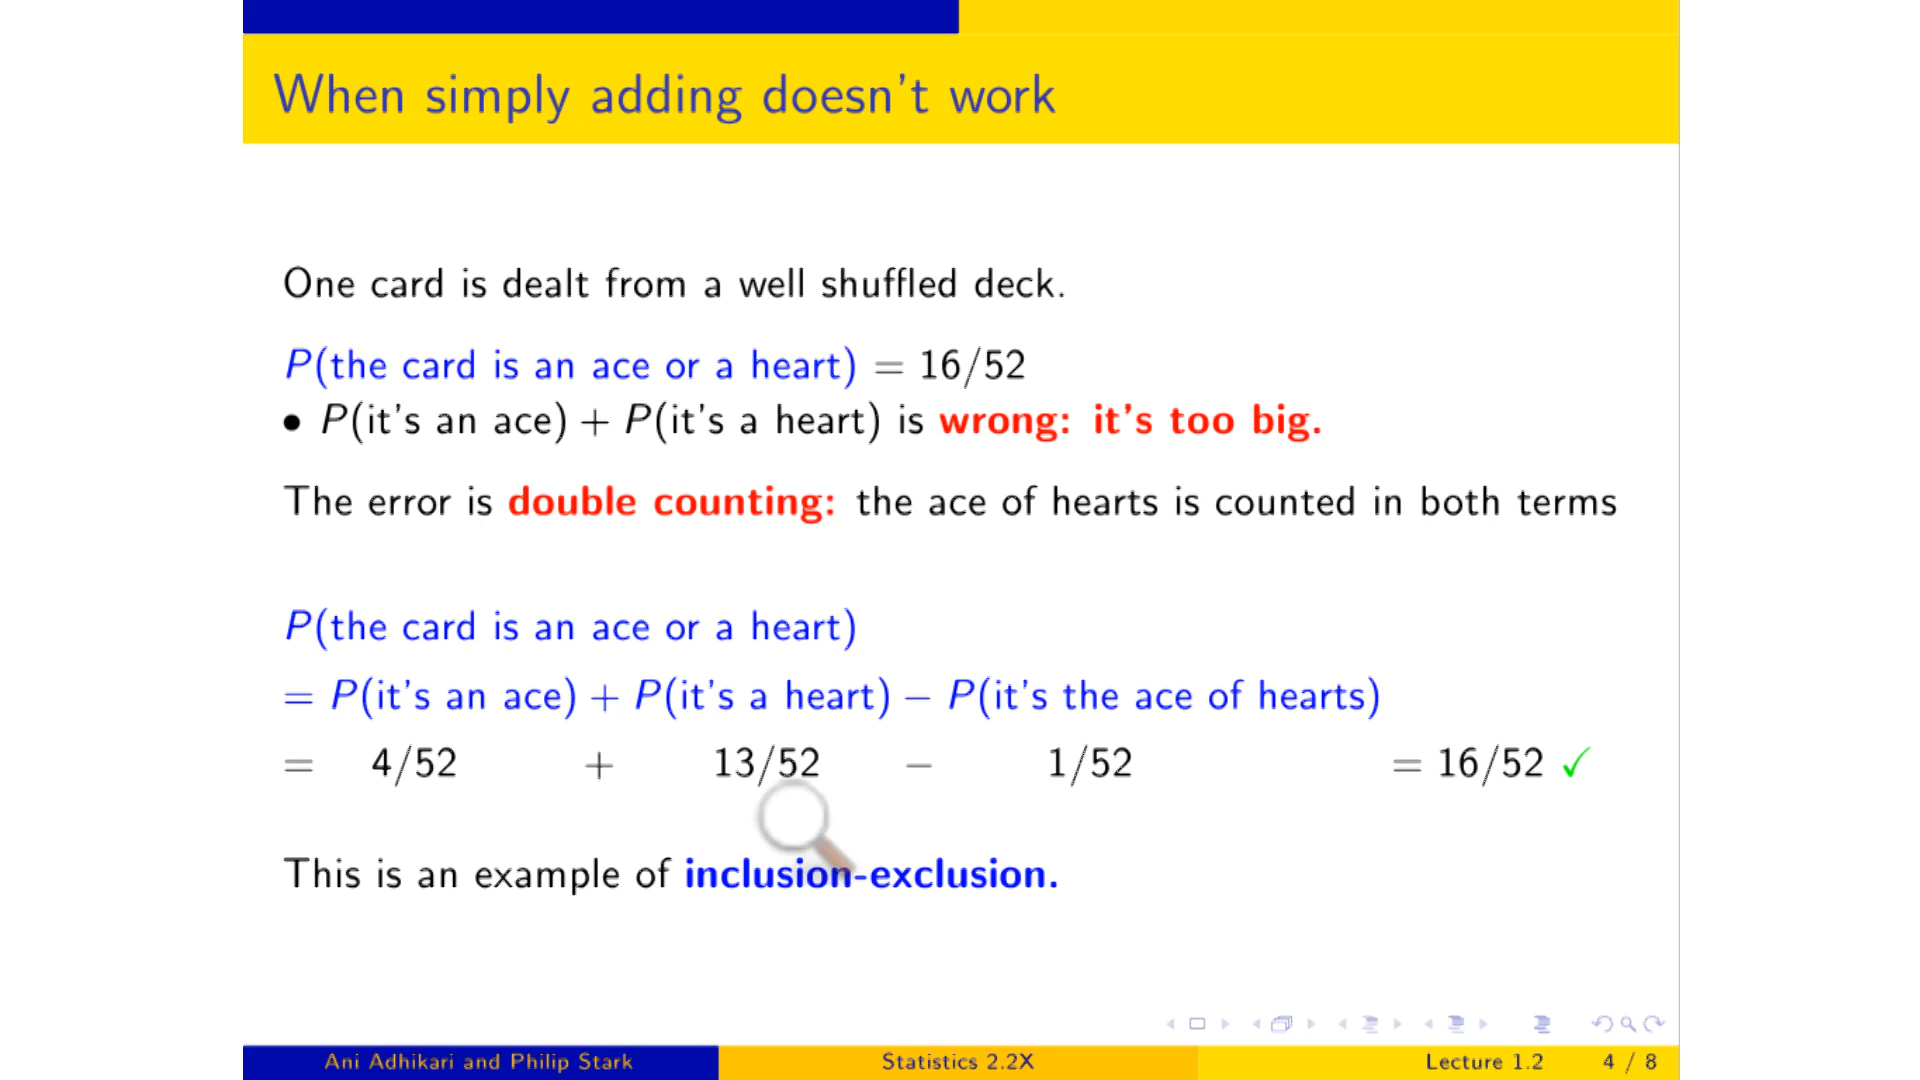 When simply adding doesn't work
One card is dealt from a well shuffled deck.
P(the card is an ace or a heart) = 16/52
• P(it's an ace) + P(it's a heart) is wrong: it's too big.
The error is double counting: the ace of hearts is counted in both terms
P(the card is an ace or a heart)
= P(it's an ace) + P(it's a heart) − P(it's the ace of hearts)
= 4/52 + 13/52 − 1/52 = 16/52 ✓
This is an example of inclusion-exclusion.
Ani Adhikari and Philip Stark Statistics 2.2X Lecture 1.2 4 / 8